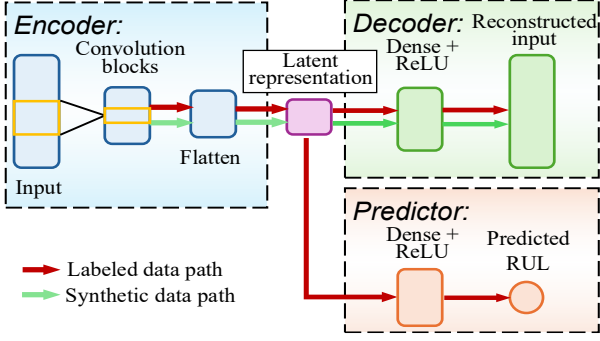 Encoder:
Convolution
blocks
Input
Flatten
Latent
representation
Decoder:
Dense +
ReLU
Reconstructed
input
Predictor:
Dense +
ReLU
Predicted
RUL
Labeled data path
Synthetic data path